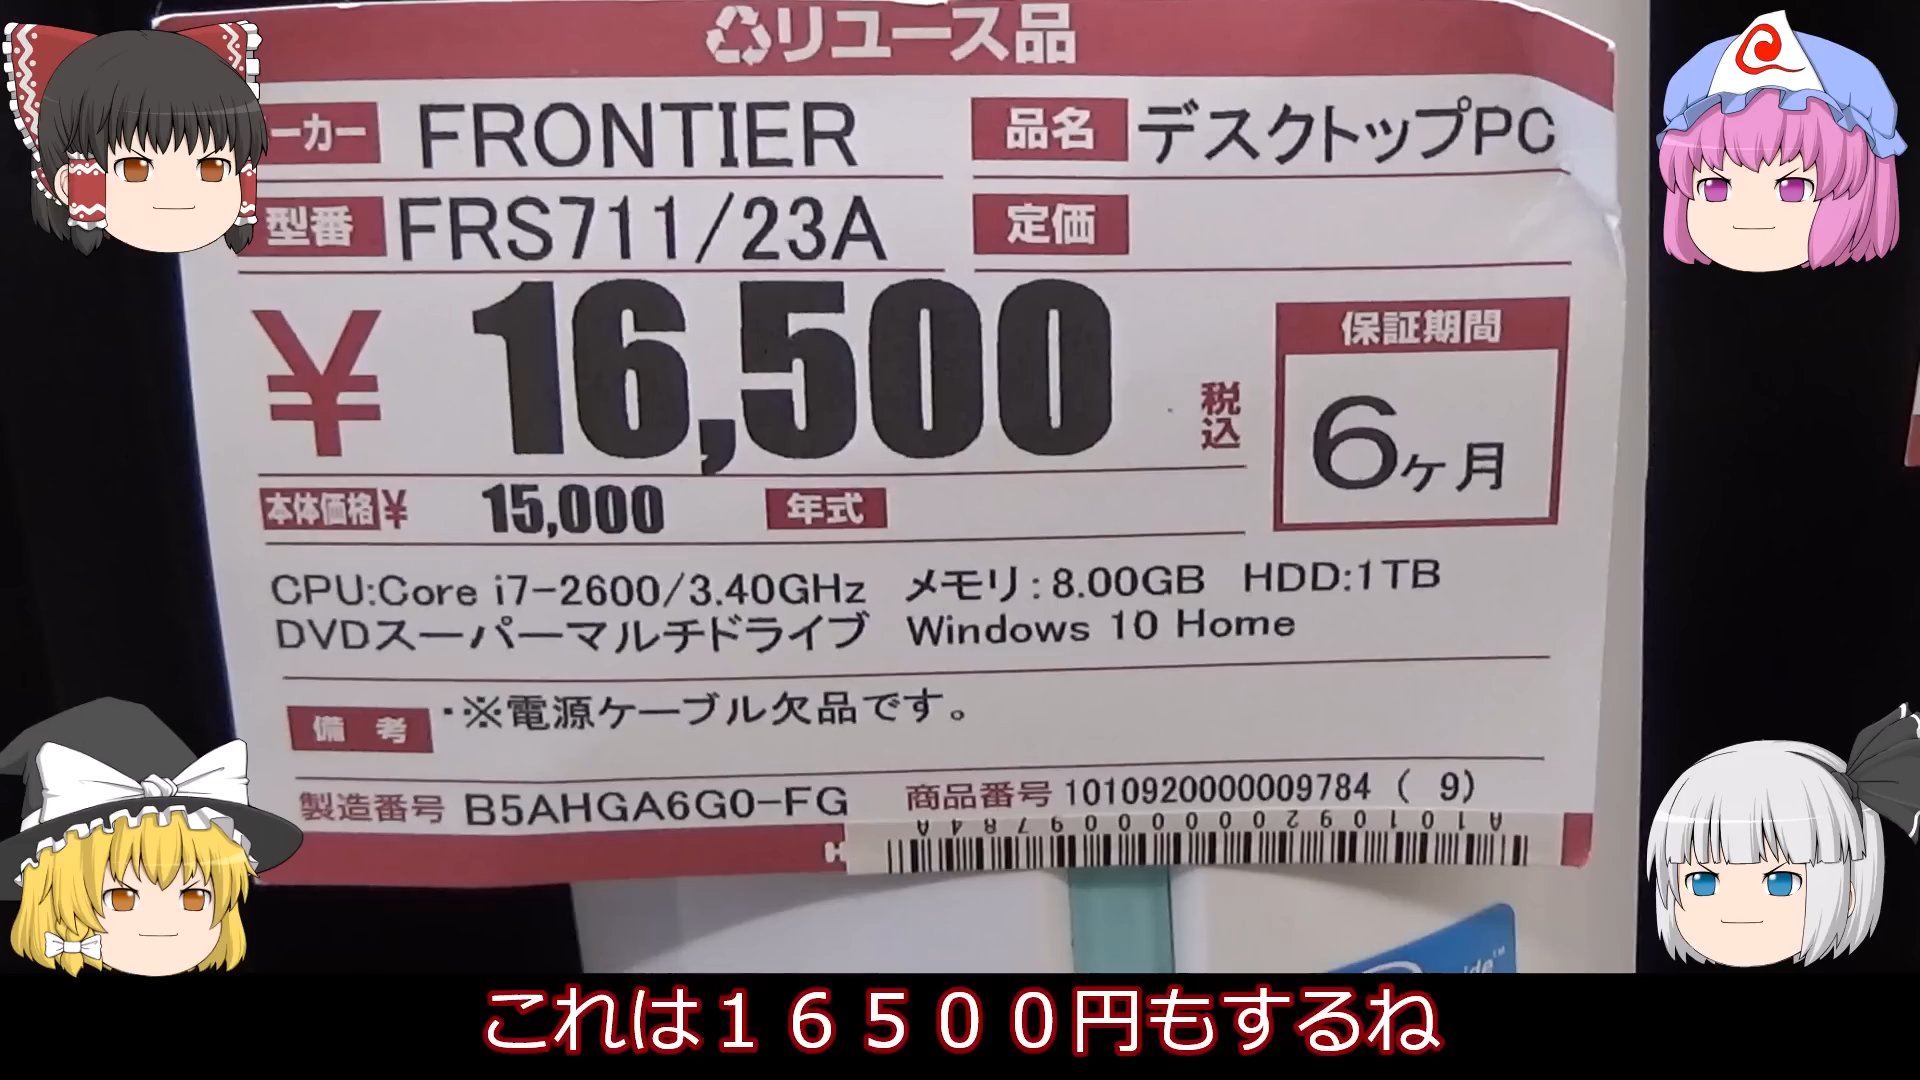 リユース品
ーカー FRONTIER 品名 デスクトップPC
型番 FRS711/23A 定価
¥ 16,500 税込
保証期間
6ヶ月
本体価格¥ 15,000 年式
CPU:Core i7-2600/3.40GHz メモリ:8.00GB HDD:1TB
DVDスーパーマルチドライブ Windows 10 Home
備考 ・※電源ケーブル欠品です。
製造番号 B5AHGA6G0-FG 商品番号 1010920000009784 ( 9)
A1010920000009784A
これは16500円もするね